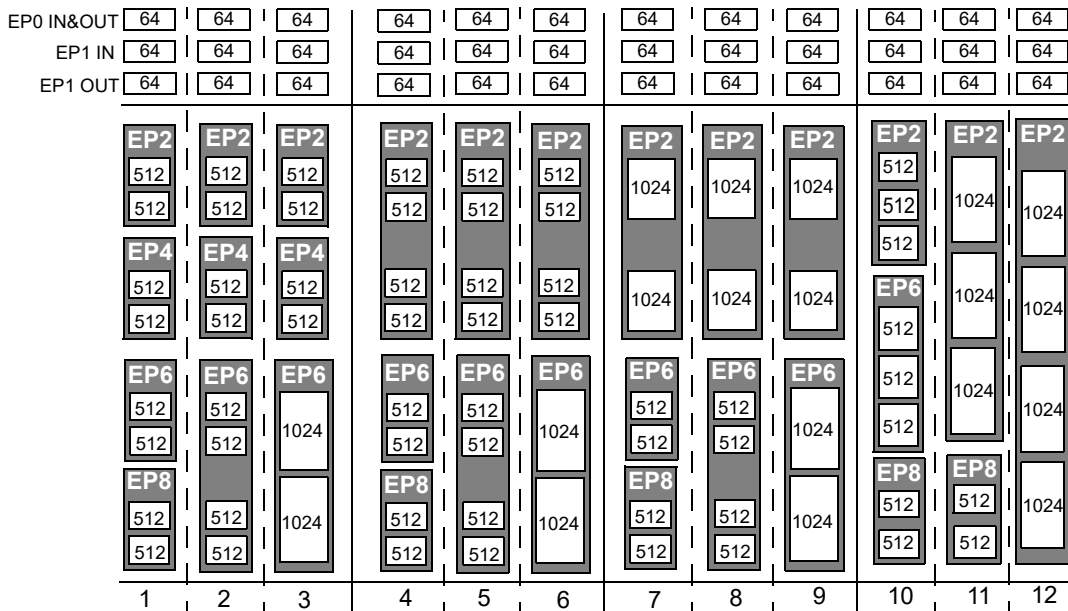 EP0 IN&OUT 64 64 64 64 64 64 64 64 64 64 64 64
EP1 IN 64 64 64 64 64 64 64 64 64 64 64 64
EP1 OUT 64 64 64 64 64 64 64 64 64 64 64 64
EP2 EP2 EP2 EP2 EP2 EP2 EP2 EP2 EP2 EP2 EP2 EP2
512 512 512 512 512 512 1024 1024 1024 512
512 512 512 512 512 512 512 1024 1024
EP4 EP4 EP4 512
512 512 512 512 512 512 1024 1024 1024 EP6 1024 1024
512 512 512 512 512 512 512
EP6 EP6 EP6 EP6 EP6 EP6 EP6 EP6 EP6 512 1024
512 512 512 512 512 512 1024
512 512 1024 512 512 1024 512 512 1024 512
EP8 EP8 EP8 EP8 EP8
512 512 1024 512 512 1024 512 512 1024 512 512 1024
512 512 512 512 512 512 512 512
1 2 3 4 5 6 7 8 9 10 11 12